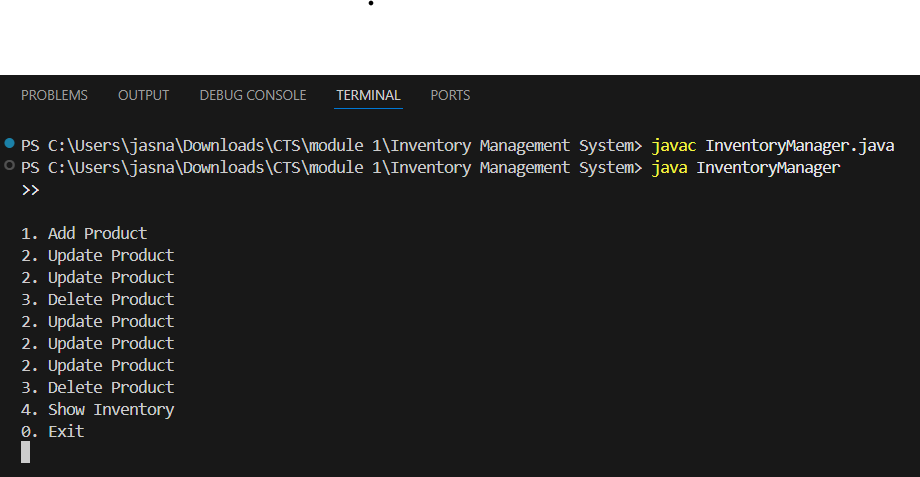 PROBLEMS OUTPUT DEBUG CONSOLE TERMINAL PORTS
PS C:\Users\jasna\Downloads\CTS\module 1\Inventory Management System> javac InventoryManager.java
PS C:\Users\jasna\Downloads\CTS\module 1\Inventory Management System> java InventoryManager
>>
1. Add Product
2. Update Product
2. Update Product
3. Delete Product
2. Update Product
2. Update Product
2. Update Product
3. Delete Product
4. Show Inventory
0. Exit